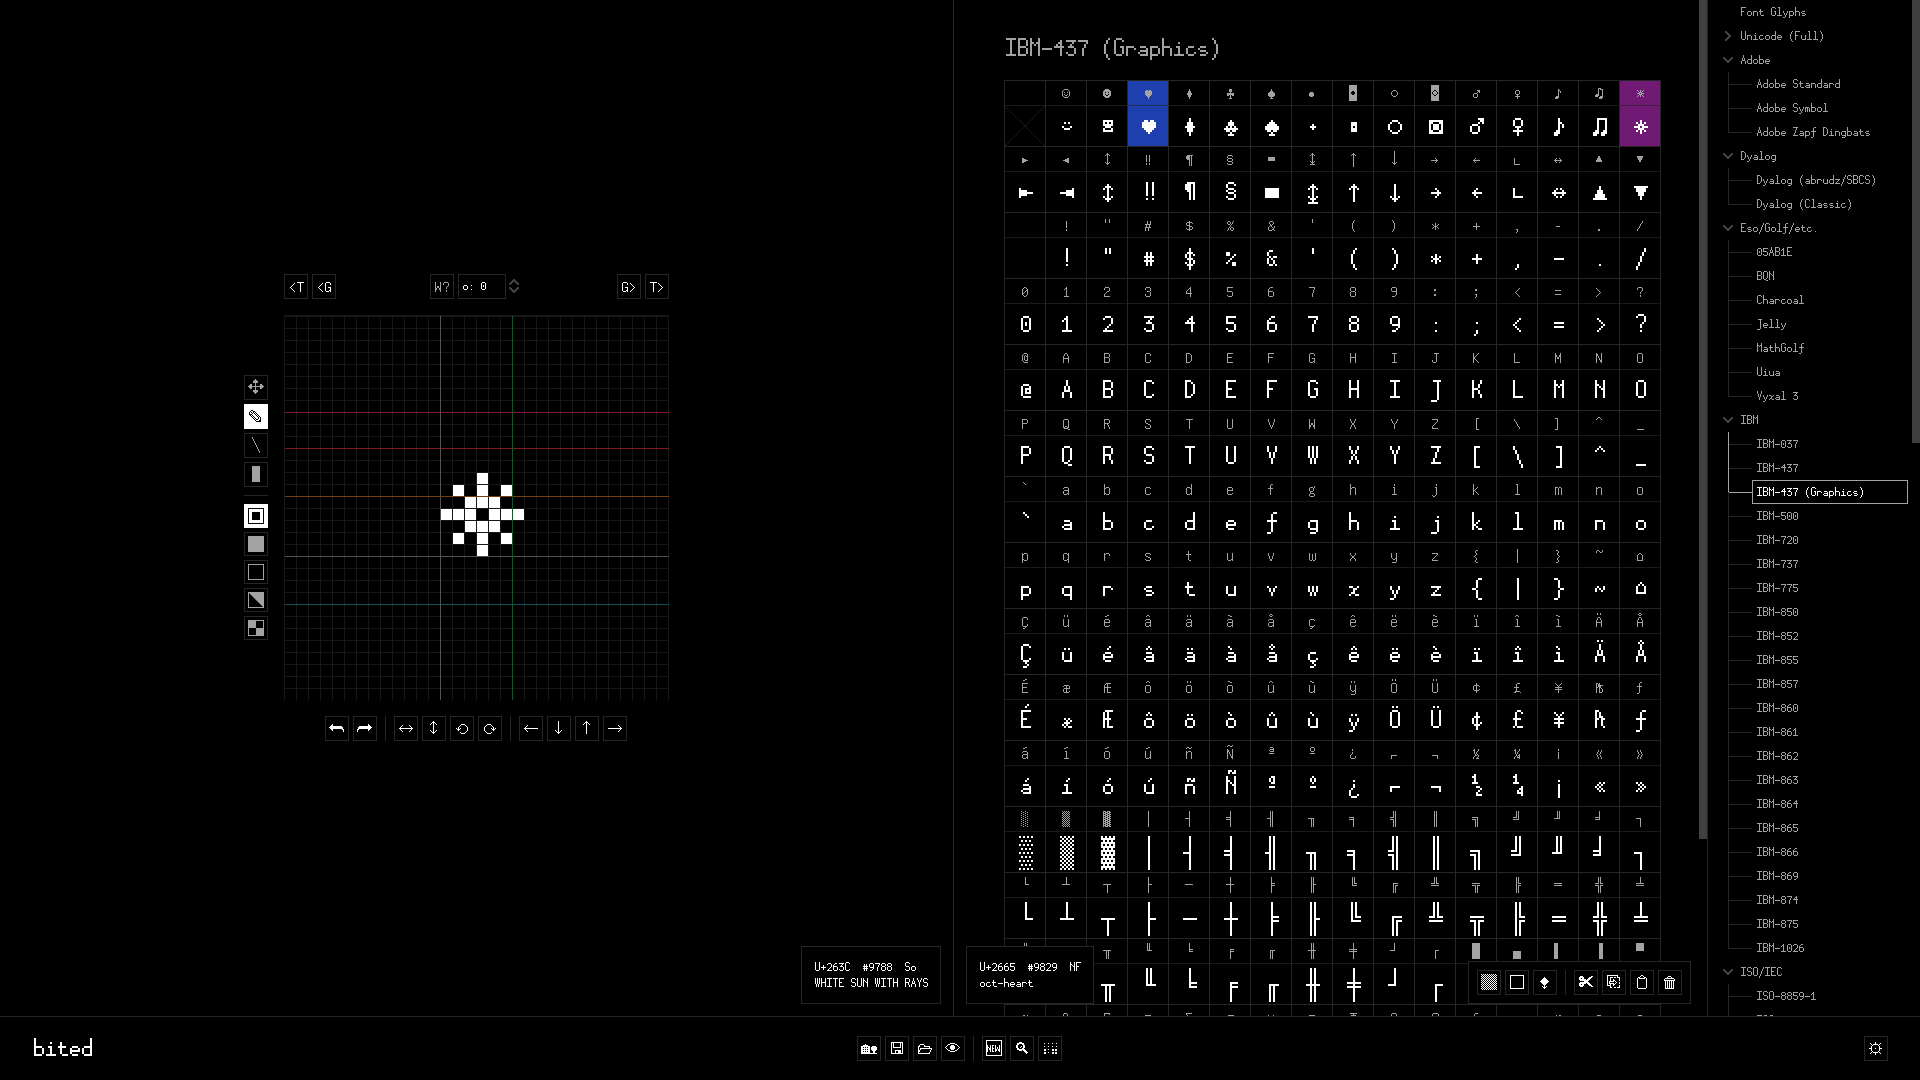 IBM-437 (Graphics)
☺ ☻ ♥ ♦ ♣ ♠ • ◘ ○ ◙ ♂ ♀ ♪ ♫ ☼
► ◄ ↕ ‼ ¶ § ▬ ↨ ↑ ↓ → ← ∟ ↔ ▲ ▼
! " # $ % & ' ( ) * + , - . /
0 1 2 3 4 5 6 7 8 9 : ; < = > ?
@ A B C D E F G H I J K L M N O
P Q R S T U V W X Y Z [ \ ] ^ _
` a b c d e f g h i j k l m n o
p q r s t u v w x y z { | } ~ ⌂
Ç ü é â ä à å ç ê ë è ï î ì Ä Å
É æ Æ ô ö ò û ù ÿ Ö Ü ¢ £ ¥ ₧ ƒ
á í ó ú ñ Ñ ª º ¿ ⌐ ¬ ½ ¼ ¡ « »
░ ▒ ▓ │ ┤ ╡ ╢ ╖ ╕ ╣ ║ ╗ ╝ ╜ ╛ ┐
└ ┴ ┬ ├ ─ ┼ ╞ ╟ ╚ ╔ ╩ ╦ ╠ ═ ╬ ╧
╥ ╙ ╘ ╒ ╓ ╫ ╪ ┘ ┌ █ ▄ ▌ ▐ ▀
<T <G W? o: 0 G> T>
U+263C #9788 So
WHITE SUN WITH RAYS
U+2665 #9829 NF
oct-heart
Font Glyphs
Unicode (Full)
Adobe
Adobe Standard
Adobe Symbol
Adobe Zapf Dingbats
Dyalog
Dyalog (abrudz/SBCS)
Dyalog (Classic)
Eso/Golf/etc.
05AB1E
BQN
Charcoal
Jelly
MathGolf
Uiua
Vyxal 3
IBM
IBM-037
IBM-437
IBM-437 (Graphics)
IBM-500
IBM-720
IBM-737
IBM-775
IBM-850
IBM-852
IBM-855
IBM-857
IBM-860
IBM-861
IBM-862
IBM-863
IBM-864
IBM-865
IBM-866
IBM-869
IBM-874
IBM-875
IBM-1026
ISO/IEC
ISO-8859-1
bited
NEW